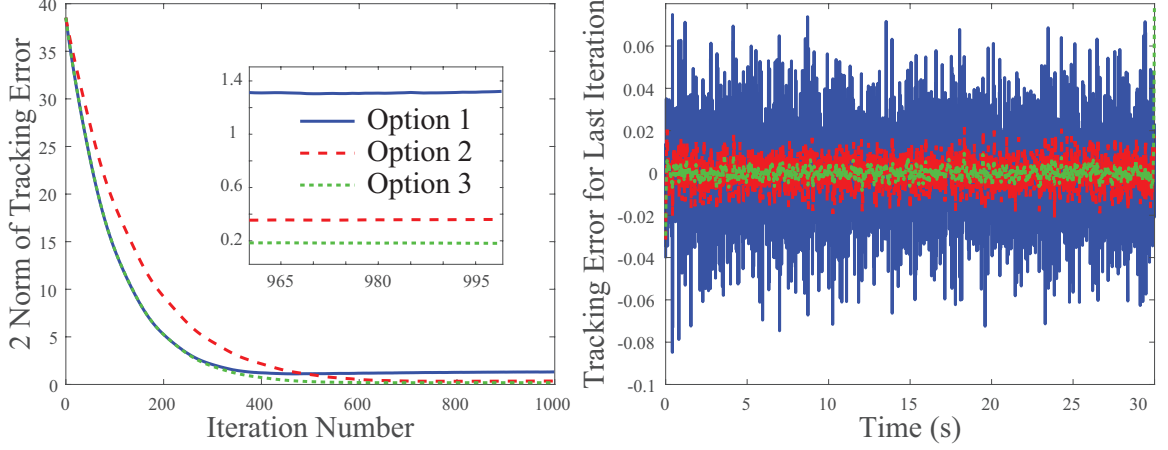 2 Norm of Tracking Error
40
35
30
25
20
15
10
5
0
0 200 400 600 800 1000
Iteration Number
1.4
1
0.6
0.2
965 980 995
Option 1
Option 2
Option 3
Tracking Error for Last Iteration
0.06
0.04
0.02
0
-0.02
-0.04
-0.06
-0.08
-0.1
0 5 10 15 20 25 30
Time (s)